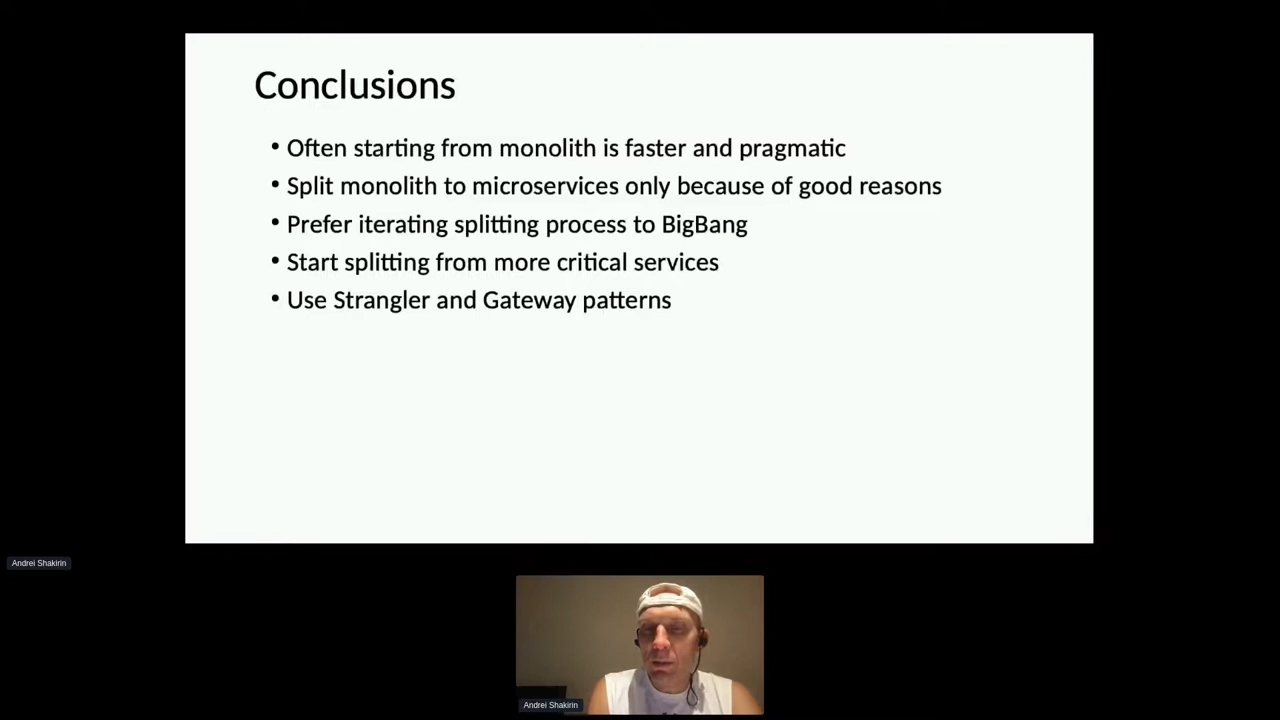 Conclusions
• Often starting from monolith is faster and pragmatic
• Split monolith to microservices only because of good reasons
• Prefer iterating splitting process to BigBang
• Start splitting from more critical services
• Use Strangler and Gateway patterns
Andrei Shakirin
Andrei Shakirin